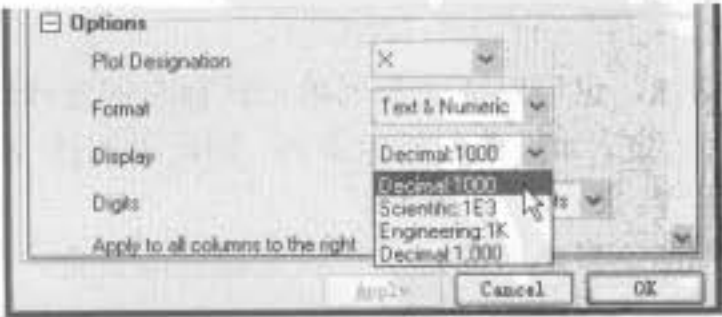 Options
Plot Designation X
Format Text & Numeric
Display Decimal:1000
Decimal:1000
Digits
Scientific:1E3
Engineering:1K
Apply to all columns to the right
Decimal:1,000
Apply Cancel OK